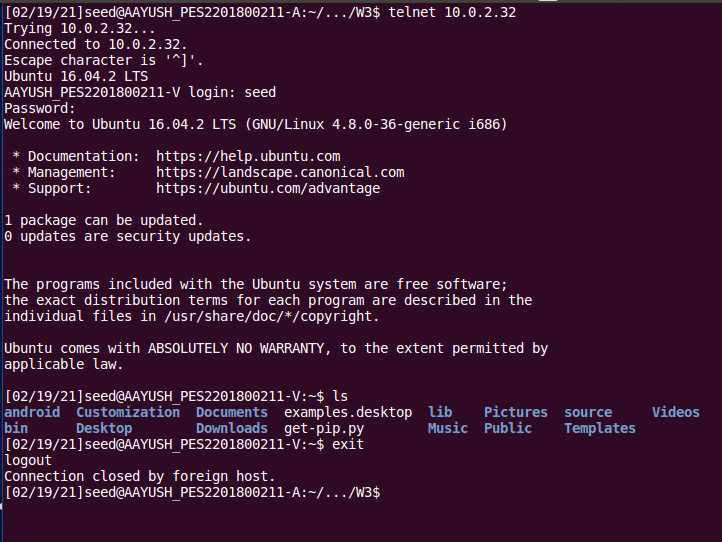 [02/19/21]seed@AAYUSH_PES2201800211-A:~/.../W3$ telnet 10.0.2.32
Trying 10.0.2.32...
Connected to 10.0.2.32.
Escape character is '^]'.
Ubuntu 16.04.2 LTS
AAYUSH_PES2201800211-V login: seed
Password:
Welcome to Ubuntu 16.04.2 LTS (GNU/Linux 4.8.0-36-generic i686)

 * Documentation:  https://help.ubuntu.com
 * Management:     https://landscape.canonical.com
 * Support:        https://ubuntu.com/advantage

1 package can be updated.
0 updates are security updates.


The programs included with the Ubuntu system are free software;
the exact distribution terms for each program are described in the
individual files in /usr/share/doc/*/copyright.

Ubuntu comes with ABSOLUTELY NO WARRANTY, to the extent permitted by
applicable law.

[02/19/21]seed@AAYUSH_PES2201800211-V:~$ ls
android  Customization  Documents  examples.desktop  lib    Pictures  source     Videos
bin      Desktop        Downloads  get-pip.py        Music  Public    Templates
[02/19/21]seed@AAYUSH_PES2201800211-V:~$ exit
logout
Connection closed by foreign host.
[02/19/21]seed@AAYUSH_PES2201800211-A:~/.../W3$